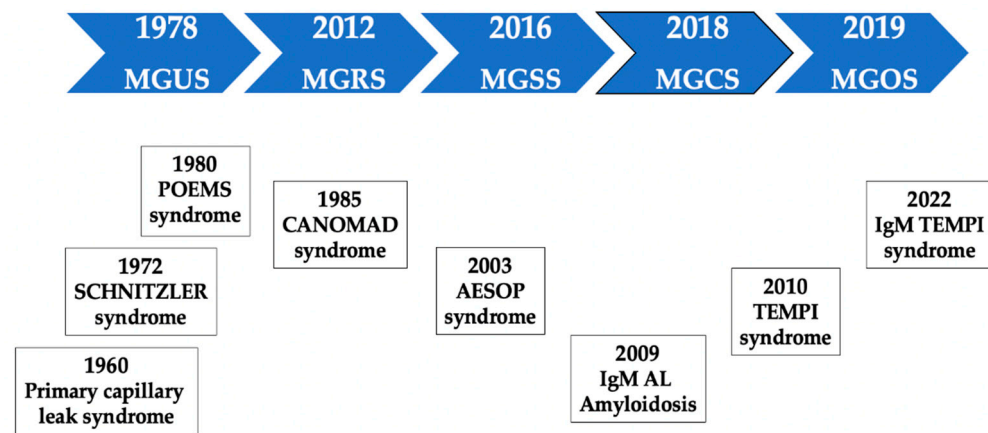 1978
MGUS
2012
MGRS
2016
MGSS
2018
MGCS
2019
MGOS
1980
POEMS
syndrome
1985
CANOMAD
syndrome
2022
IgM TEMPI
syndrome
1972
SCHNITZLER
syndrome
2003
AESOP
syndrome
2010
TEMPI
syndrome
1960
Primary capillary
leak syndrome
2009
IgM AL
Amyloidosis